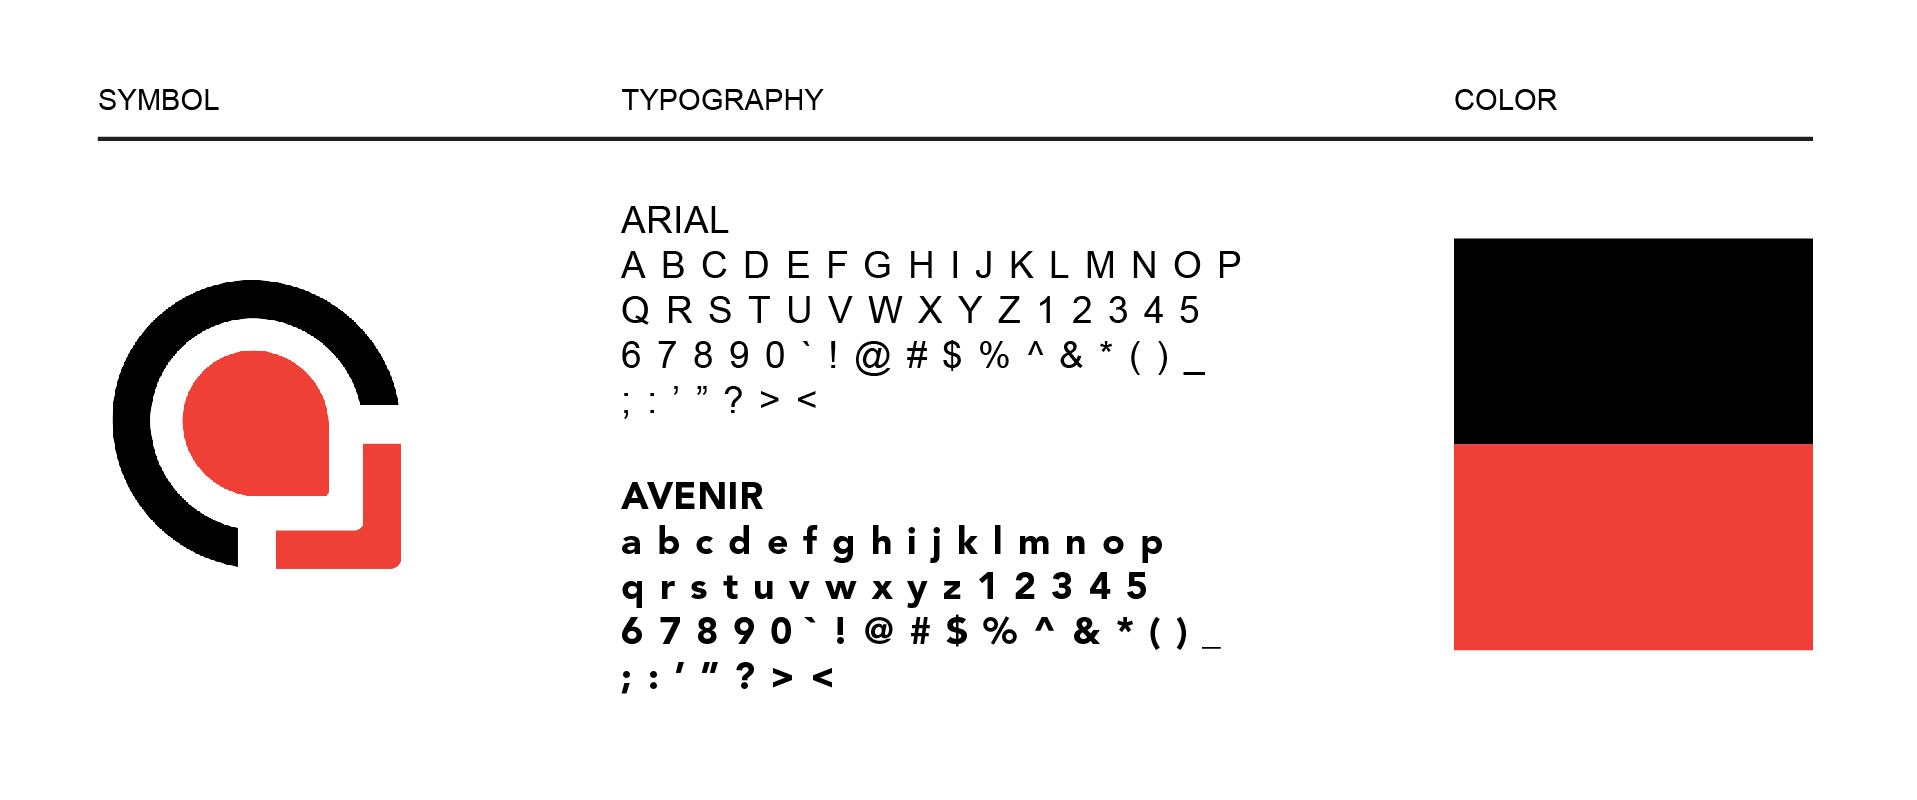 SYMBOL
TYPOGRAPHY
COLOR
ARIAL
A B C D E F G H I J K L M N O P
Q R S T U V W X Y Z 1 2 3 4 5
6 7 8 9 0 ` ! @ # $ % ^ & * ( ) _
; : ’ ” ? > <
AVENIR
a b c d e f g h i j k l m n o p
q r s t u v w x y z 1 2 3 4 5
6 7 8 9 0 ` ! @ # $ % ^ & * ( ) _
; : ’ ” ? > <